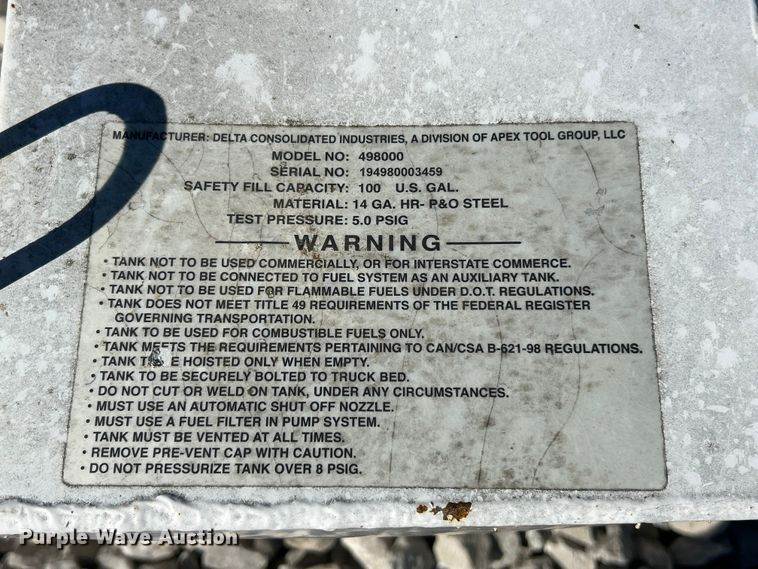 MANUFACTURER: DELTA CONSOLIDATED INDUSTRIES, A DIVISION OF APEX TOOL GROUP, LLC
MODEL NO: 498000
SERIAL NO: 194980003459
SAFETY FILL CAPACITY: 100 U.S. GAL.
MATERIAL: 14 GA. HR- P&O STEEL
TEST PRESSURE: 5.0 PSIG
WARNING
• TANK NOT TO BE USED COMMERCIALLY, OR FOR INTERSTATE COMMERCE.
• TANK NOT TO BE CONNECTED TO FUEL SYSTEM AS AN AUXILIARY TANK.
• TANK NOT TO BE USED FOR FLAMMABLE FUELS UNDER D.O.T. REGULATIONS.
• TANK DOES NOT MEET TITLE 49 REQUIREMENTS OF THE FEDERAL REGISTER
GOVERNING TRANSPORTATION.
• TANK TO BE USED FOR COMBUSTIBLE FUELS ONLY.
• TANK MEETS THE REQUIREMENTS PERTAINING TO CAN/CSA B-621-98 REGULATIONS.
• TANK E HOISTED ONLY WHEN EMPTY.
• TANK TO BE SECURELY BOLTED TO TRUCK BED.
• DO NOT CUT OR WELD ON TANK, UNDER ANY CIRCUMSTANCES.
• MUST USE AN AUTOMATIC SHUT OFF NOZZLE.
• MUST USE A FUEL FILTER IN PUMP SYSTEM.
• TANK MUST BE VENTED AT ALL TIMES.
• REMOVE PRE-VENT CAP WITH CAUTION.
• DO NOT PRESSURIZE TANK OVER 8 PSIG.
Purple Wave Auction